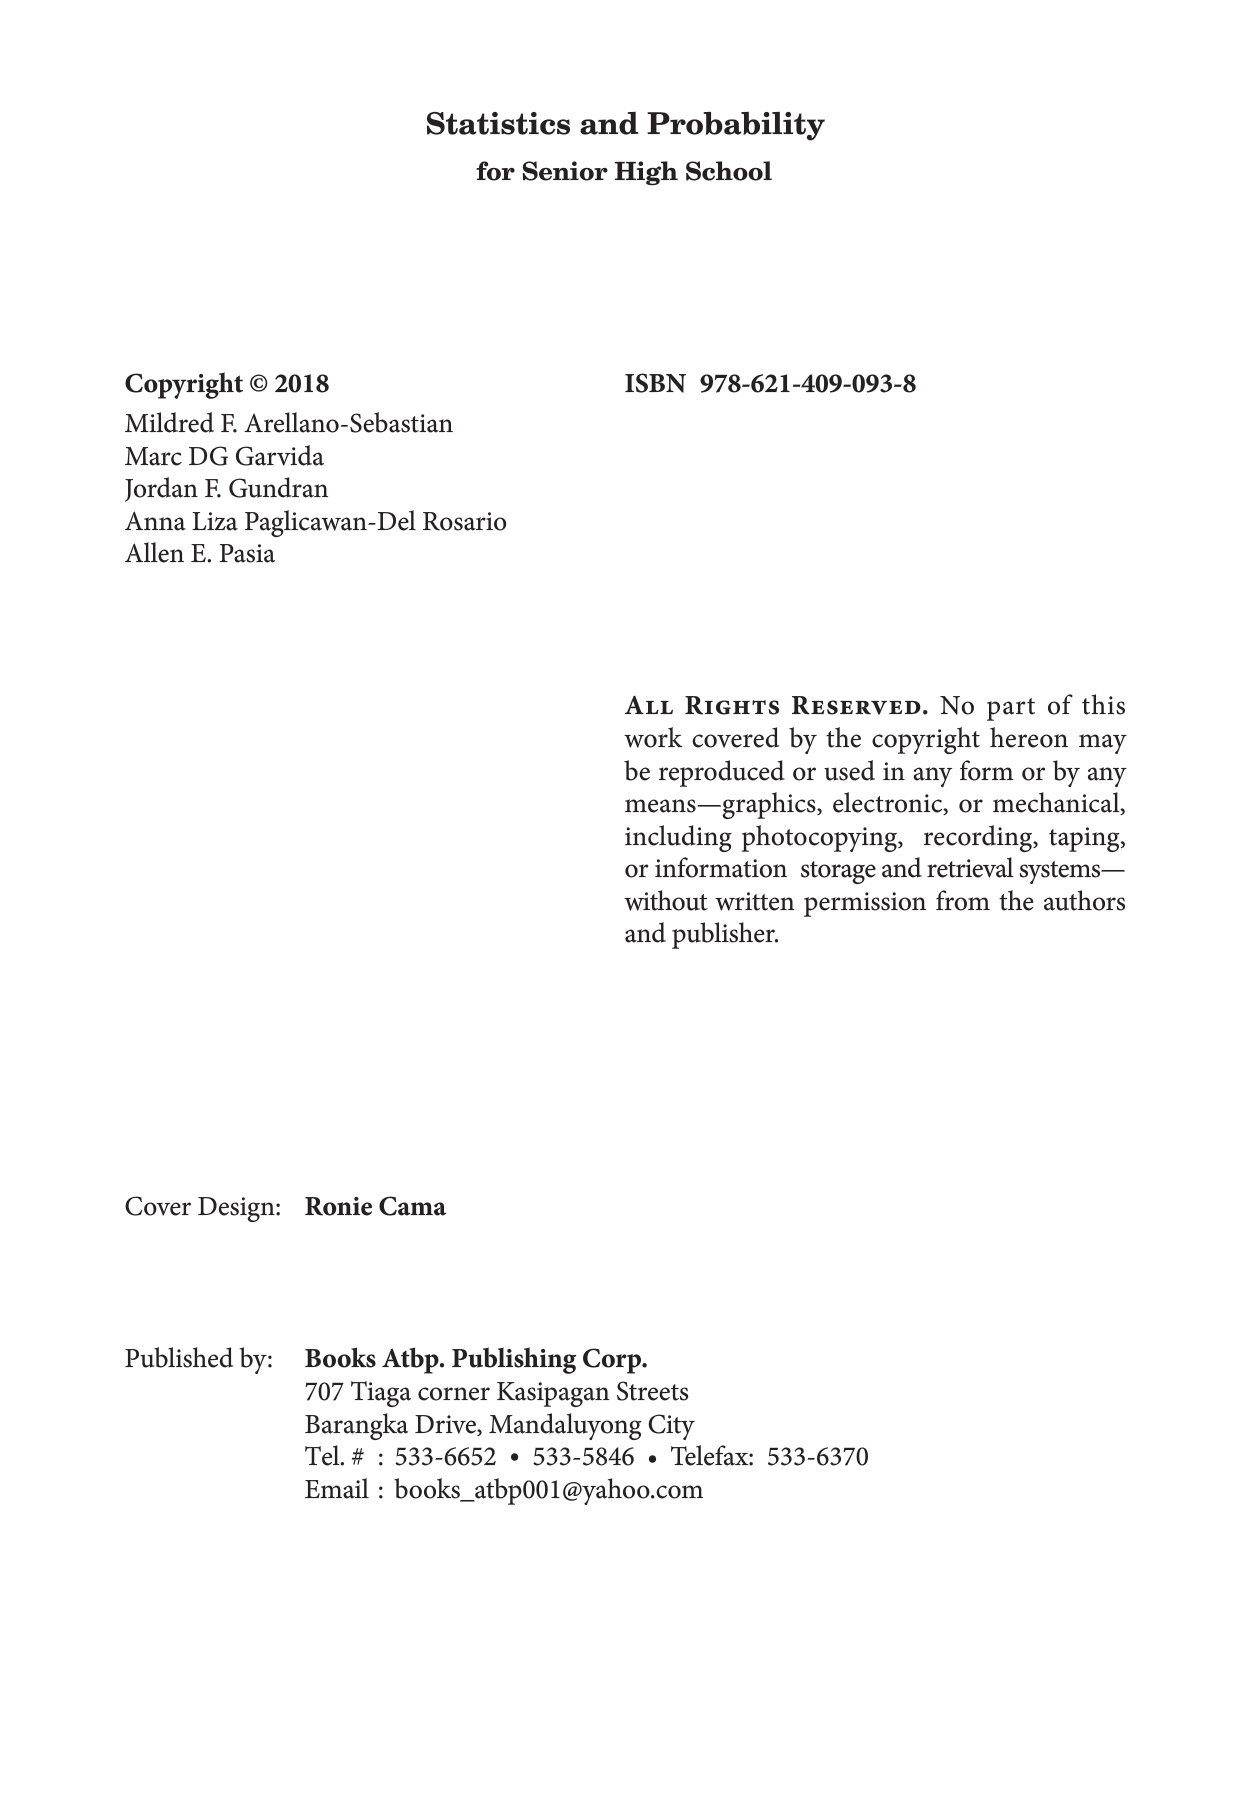 Statistics and Probability
for Senior High School
Copyright © 2018
Mildred F. Arellano-Sebastian
Marc DG Garvida
Jordan F. Gundran
Anna Liza Paglicawan-Del Rosario
Allen E. Pasia
ISBN 978-621-409-093-8
All Rights Reserved. No part of this
work covered by the copyright hereon may
be reproduced or used in any form or by any
means—graphics, electronic, or mechanical,
including photocopying, recording, taping,
or information storage and retrieval systems—
without written permission from the authors
and publisher.
Cover Design: Ronie Cama
Published by: Books Atbp. Publishing Corp.
707 Tiaga corner Kasipagan Streets
Barangka Drive, Mandaluyong City
Tel. # : 533-6652 • 533-5846 • Telefax: 533-6370
Email : books_atbp001@yahoo.com